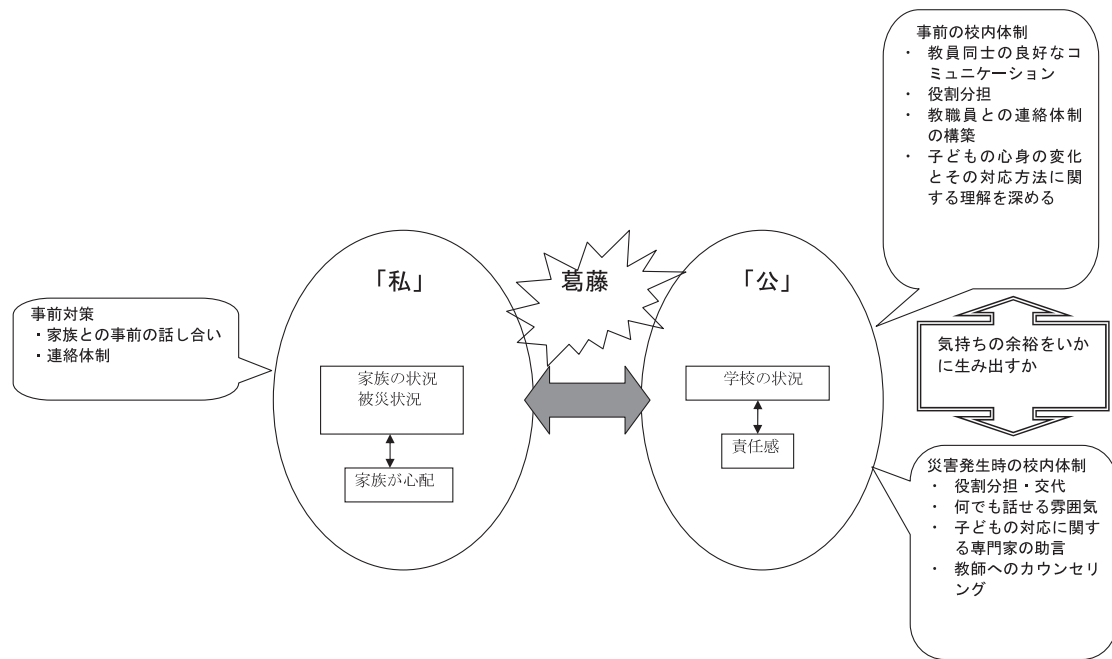 事前の校内体制
・ 教員同士の良好なコ
ミュニケーション
・ 役割分担
・ 教職員との連絡体制
の構築
・ 子どもの心身の変化
とその対応方法に関
する理解を深める
「私」
葛藤
「公」
事前対策
・家族との事前の話し合い
・連絡体制
家族の状況
被災状況
家族が心配
学校の状況
責任感
気持ちの余裕をいか
に生み出すか
災害発生時の校内体制
・ 役割分担・交代
・ 何でも話せる雰囲気
・ 子どもの対応に関す
る専門家の助言
・ 教師へのカウンセリ
ング